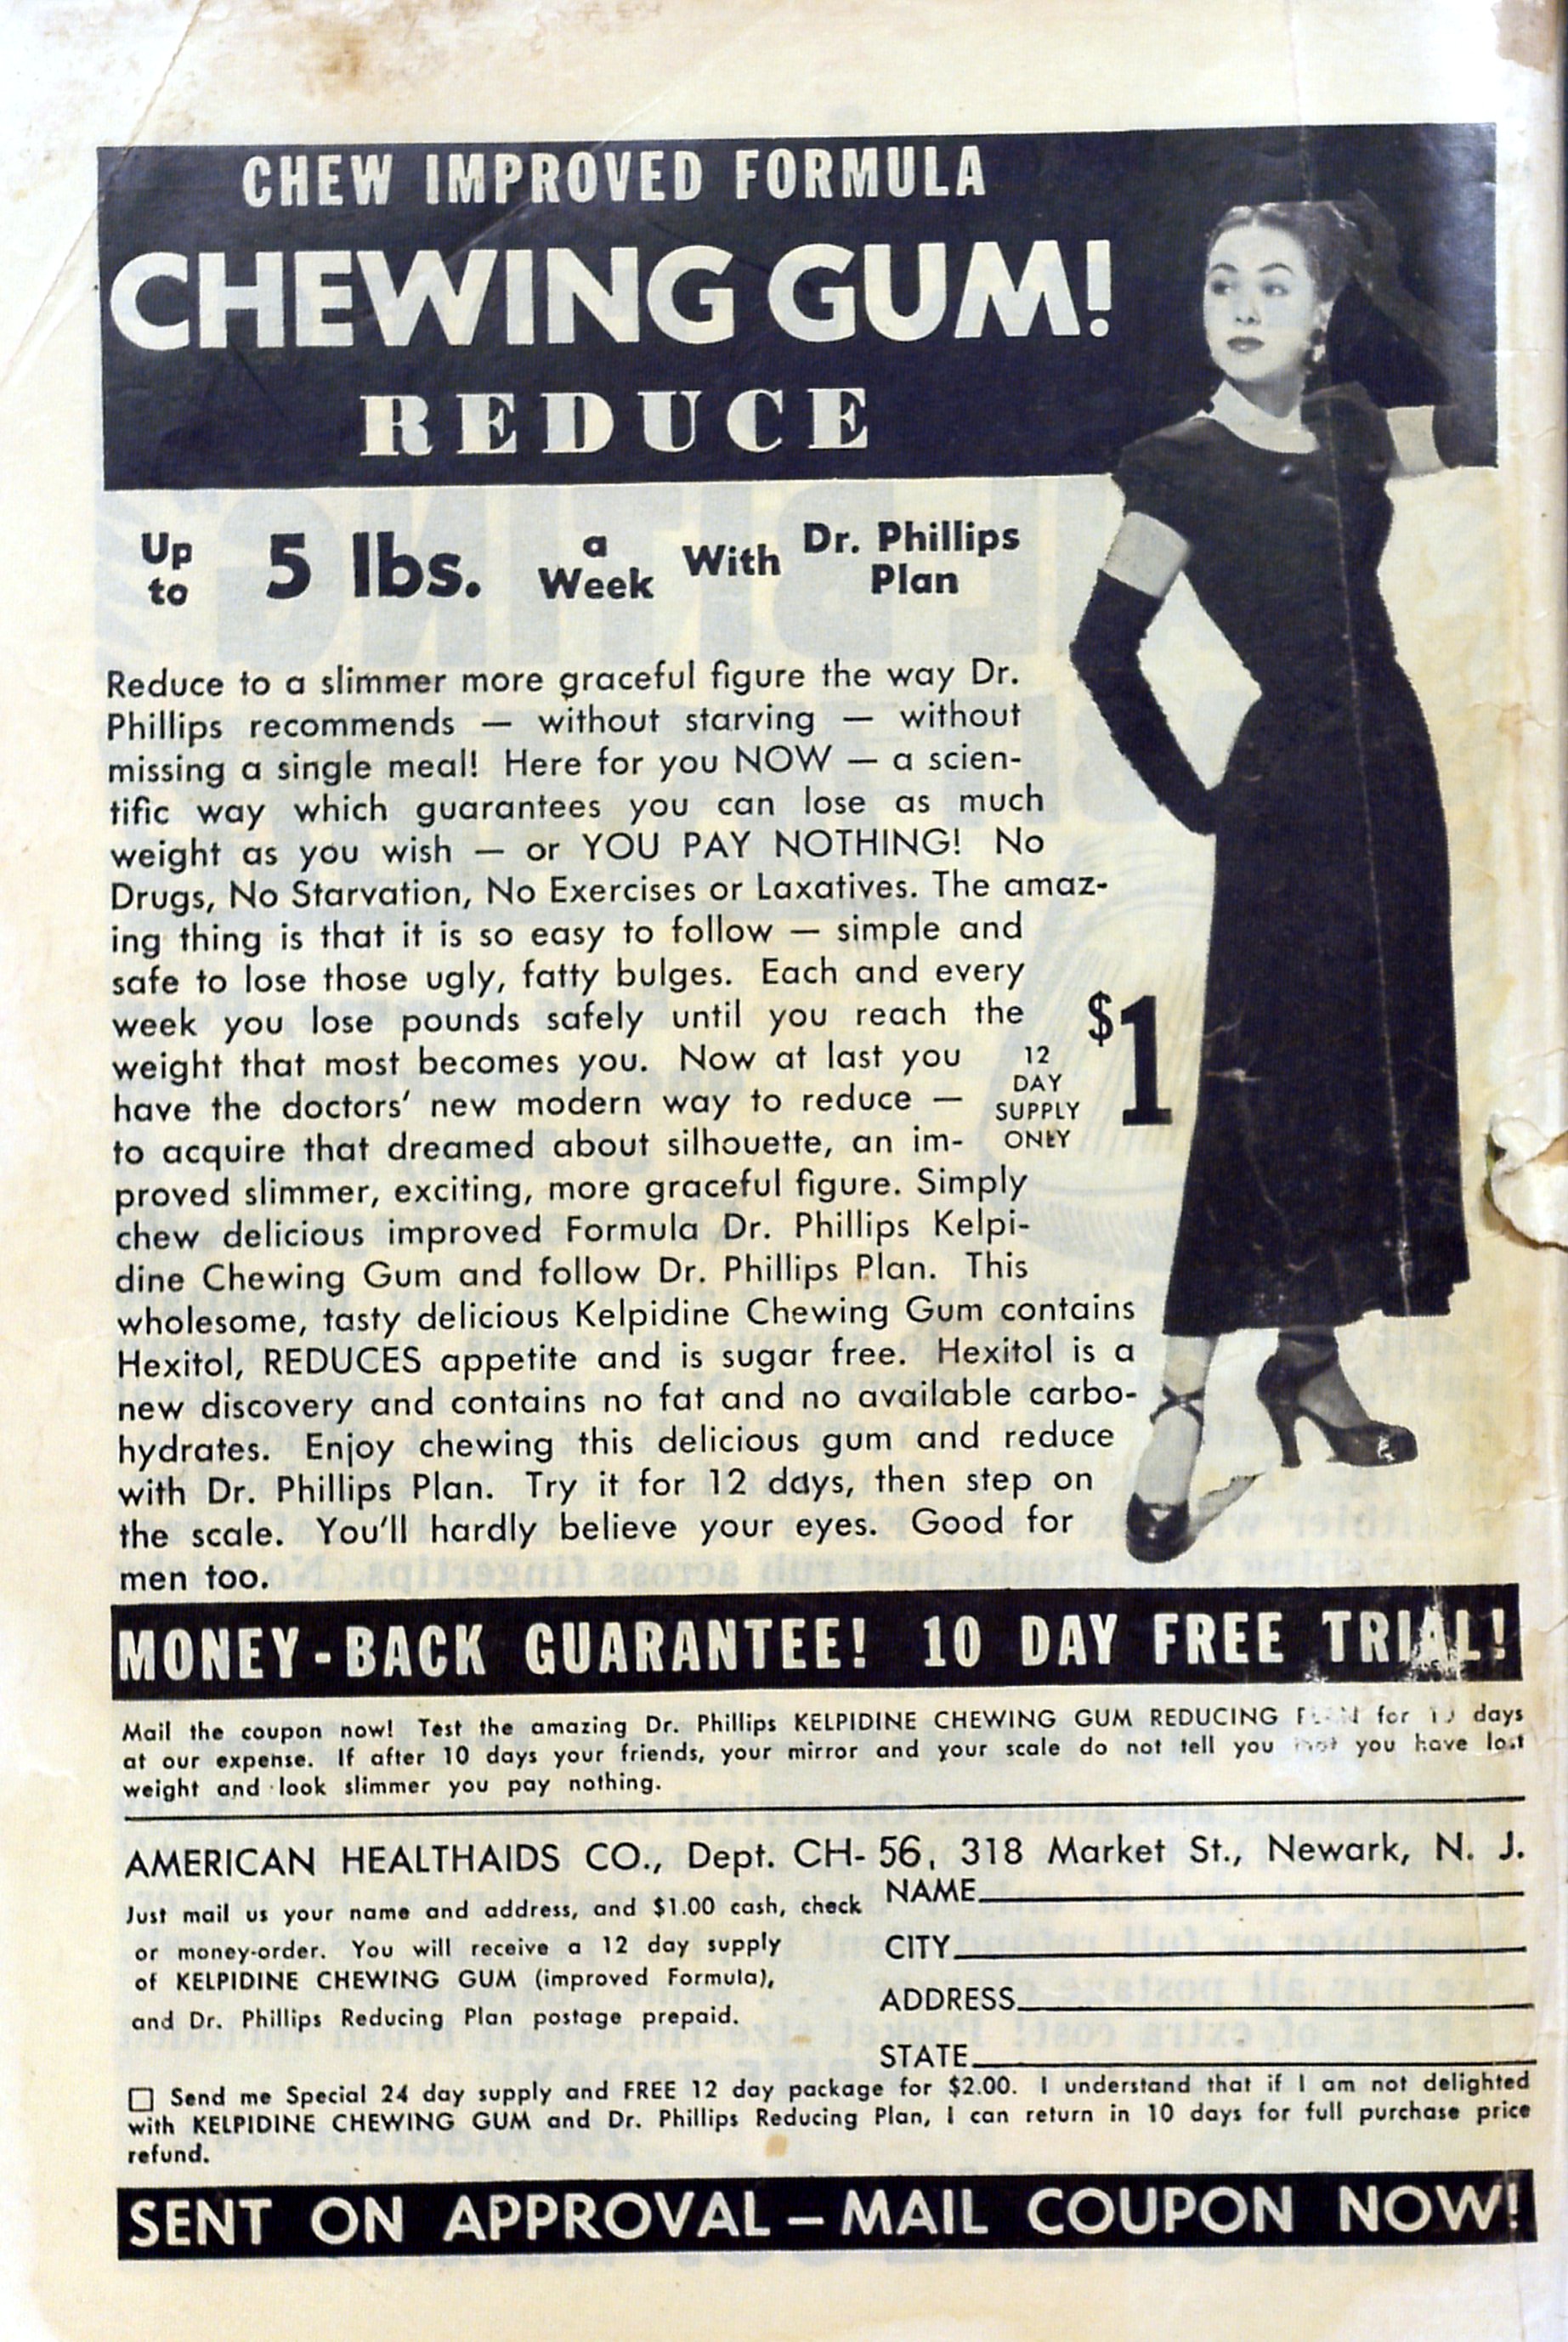 CHEW IMPROVED FORMULA
CHEWING GUM!
REDUCE
Up to 5 lbs. a Week With Dr. Phillips Plan
Reduce to a slimmer more graceful figure the way Dr.
Phillips recommends — without starving — without
missing a single meal! Here for you NOW — a scien-
tific way which guarantees you can lose as much
weight as you wish — or YOU PAY NOTHING! No
Drugs, No Starvation, No Exercises or Laxatives. The amaz-
ing thing is that it is so easy to follow — simple and
safe to lose those ugly, fatty bulges. Each and every
week you lose pounds safely until you reach the
weight that most becomes you. Now at last you
have the doctors' new modern way to reduce —
to acquire that dreamed about silhouette, an im-
proved slimmer, exciting, more graceful figure. Simply
chew delicious improved Formula Dr. Phillips Kelpi-
dine Chewing Gum and follow Dr. Phillips Plan. This
wholesome, tasty delicious Kelpidine Chewing Gum contains
Hexitol, REDUCES appetite and is sugar free. Hexitol is a
new discovery and contains no fat and no available carbo-
hydrates. Enjoy chewing this delicious gum and reduce
with Dr. Phillips Plan. Try it for 12 days, then step on
the scale. You'll hardly believe your eyes. Good for
men too.
12
DAY
SUPPLY
ONLY
$1
MONEY-BACK GUARANTEE! 10 DAY FREE TRIAL!
Mail the coupon now! Test the amazing Dr. Phillips KELPIDINE CHEWING GUM REDUCING for days
at our expense. If after 10 days your friends, your mirror and your scale do not tell you you have lost
weight and look slimmer you pay nothing.
AMERICAN HEALTHAIDS CO., Dept. CH-56, 318 Market St., Newark, N. J.
Just mail us your name and address, and $1.00 cash, check
or money-order. You will receive a 12 day supply
of KELPIDINE CHEWING GUM (improved Formula),
and Dr. Phillips Reducing Plan postage prepaid.
NAME
CITY
ADDRESS
STATE
Send me Special 24 day supply and FREE 12 day package for $2.00. I understand that if I am not delighted
with KELPIDINE CHEWING GUM and Dr. Phillips Reducing Plan, I can return in 10 days for full purchase price
refund.
SENT ON APPROVAL — MAIL COUPON NOW!